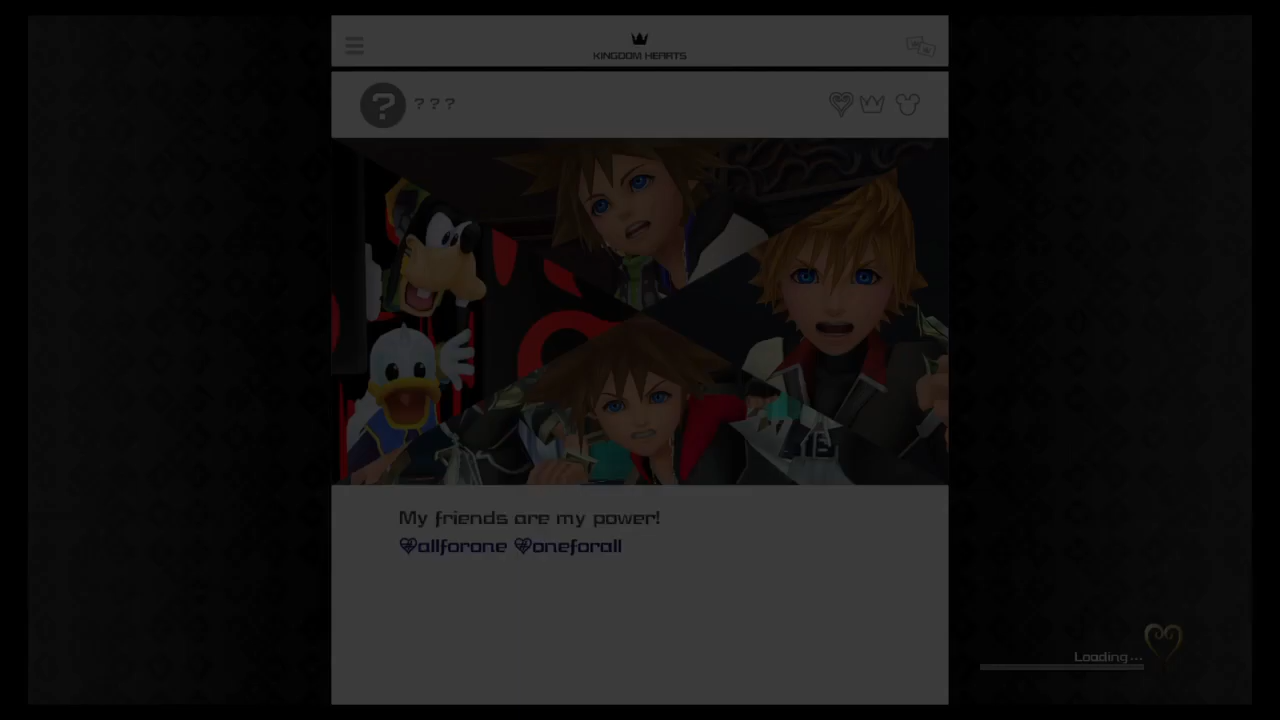 KINGDOM HEARTS
? ? ?
My friends are my power!
allforone oneforall
Loading...